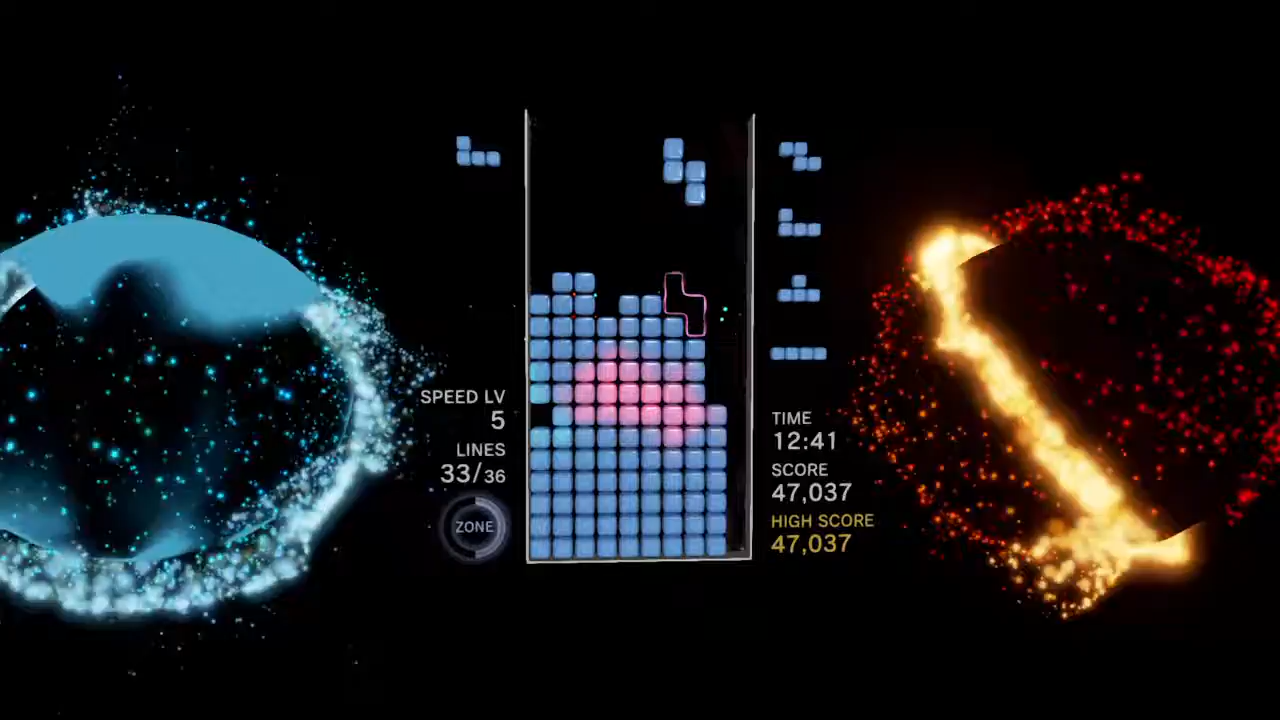 SPEED LV
5
LINES
33/36
ZONE
TIME
12:41
SCORE
47,037
HIGH SCORE
47,037